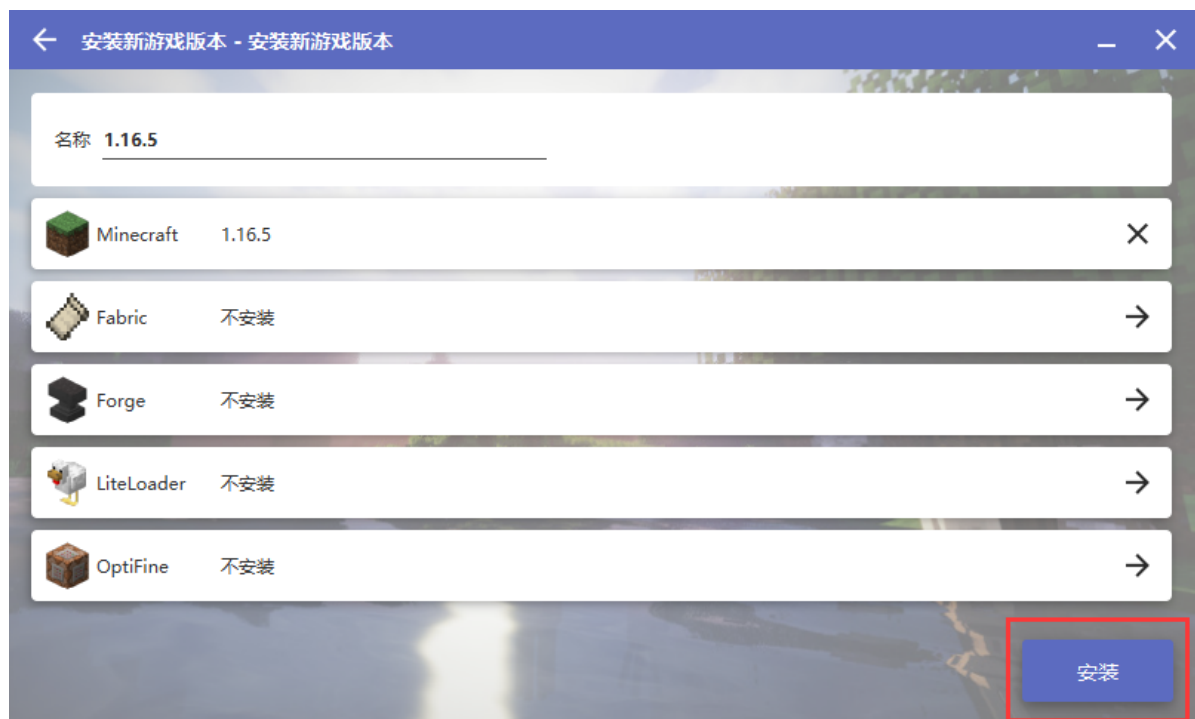 安装新游戏版本 - 安装新游戏版本
名称 1.16.5
Minecraft 1.16.5
Fabric 不安装
Forge 不安装
LiteLoader 不安装
OptiFine 不安装
安装